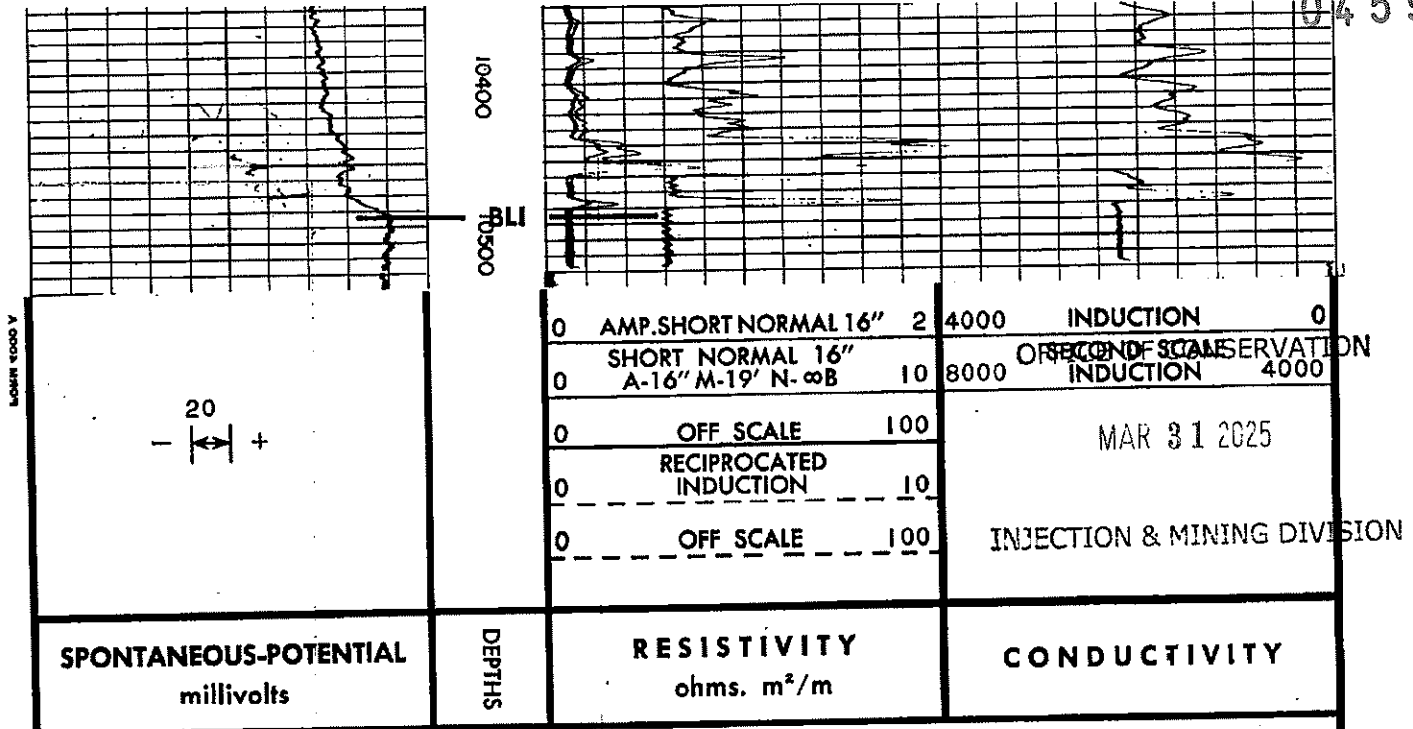 10400
BLI
10500
0 AMP.SHORT NORMAL 16" 2
4000 INDUCTION 0
0 SHORT NORMAL 16"
A-16" M-19' N-∞B 10
SECOND SCALE
8000 INDUCTION 4000
OFFICE OF CONSERVATION
0 OFF SCALE 100
RECIPROCATED
0 INDUCTION 10
0 OFF SCALE 100
20
- +
MAR 31 2025
INJECTION & MINING DIVISION
SPONTANEOUS-POTENTIAL
millivolts
DEPTHS
RESISTIVITY
ohms. m²/m
CONDUCTIVITY